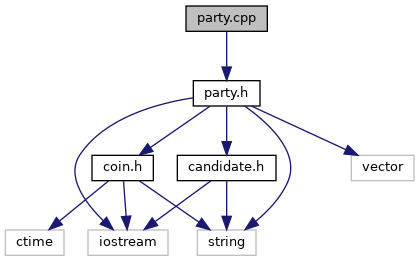 party.cpp
party.h
coin.h
candidate.h
vector
ctime
iostream
string